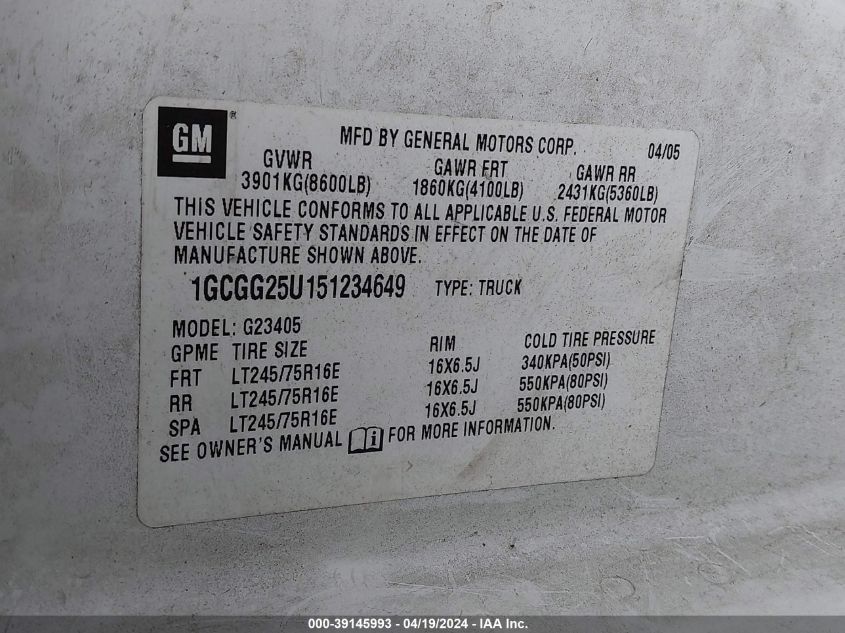 GM ®
MFD BY GENERAL MOTORS CORP. 04/05
GVWR GAWR FRT GAWR RR
3901KG(8600LB) 1860KG(4100LB) 2431KG(5360LB)
THIS VEHICLE CONFORMS TO ALL APPLICABLE U.S. FEDERAL MOTOR
VEHICLE SAFETY STANDARDS IN EFFECT ON THE DATE OF
MANUFACTURE SHOWN ABOVE.
1GCGG25U151234649 TYPE: TRUCK
MODEL: G23405
GPME TIRE SIZE RIM COLD TIRE PRESSURE
FRT LT245/75R16E 16X6.5J 340KPA(50PSI)
RR LT245/75R16E 16X6.5J 550KPA(80PSI)
SPA LT245/75R16E 16X6.5J 550KPA(80PSI)
SEE OWNER'S MANUAL i FOR MORE INFORMATION.
000-39145993 - 04/19/2024 - IAA Inc.